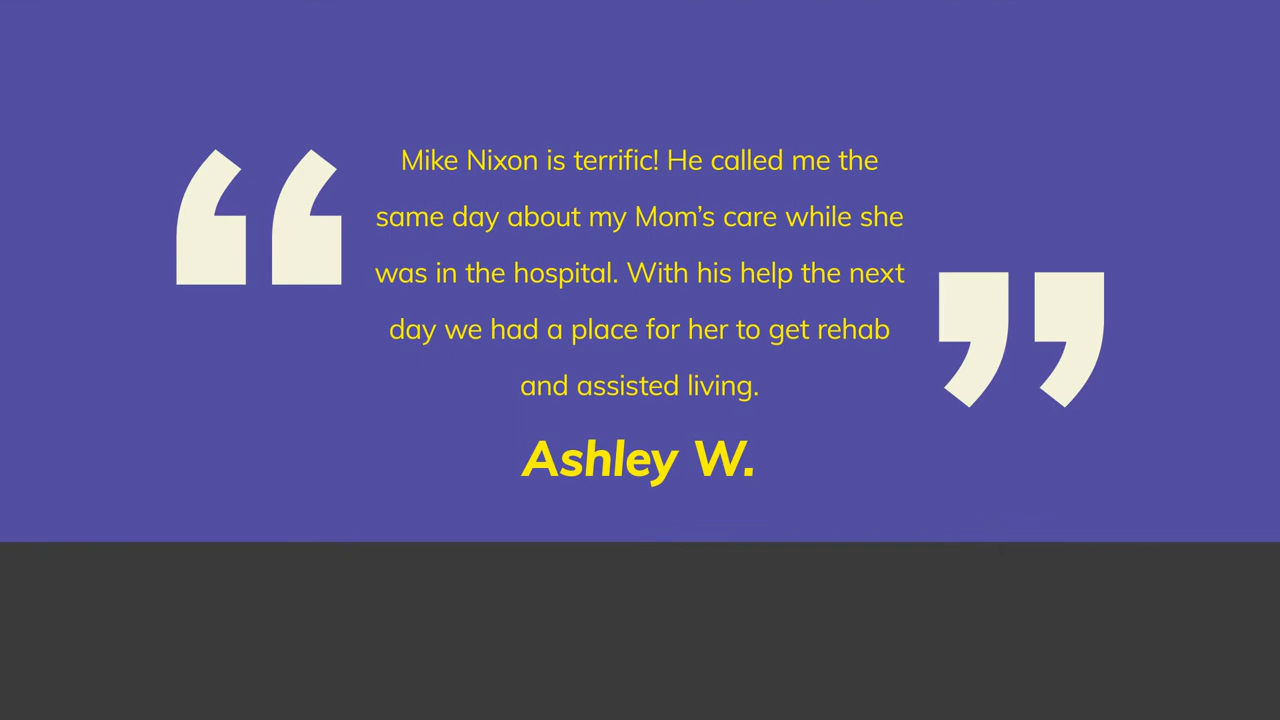 Mike Nixon is terrific! He called me the
same day about my Mom’s care while she
was in the hospital. With his help the next
day we had a place for her to get rehab
and assisted living.
Ashley W.